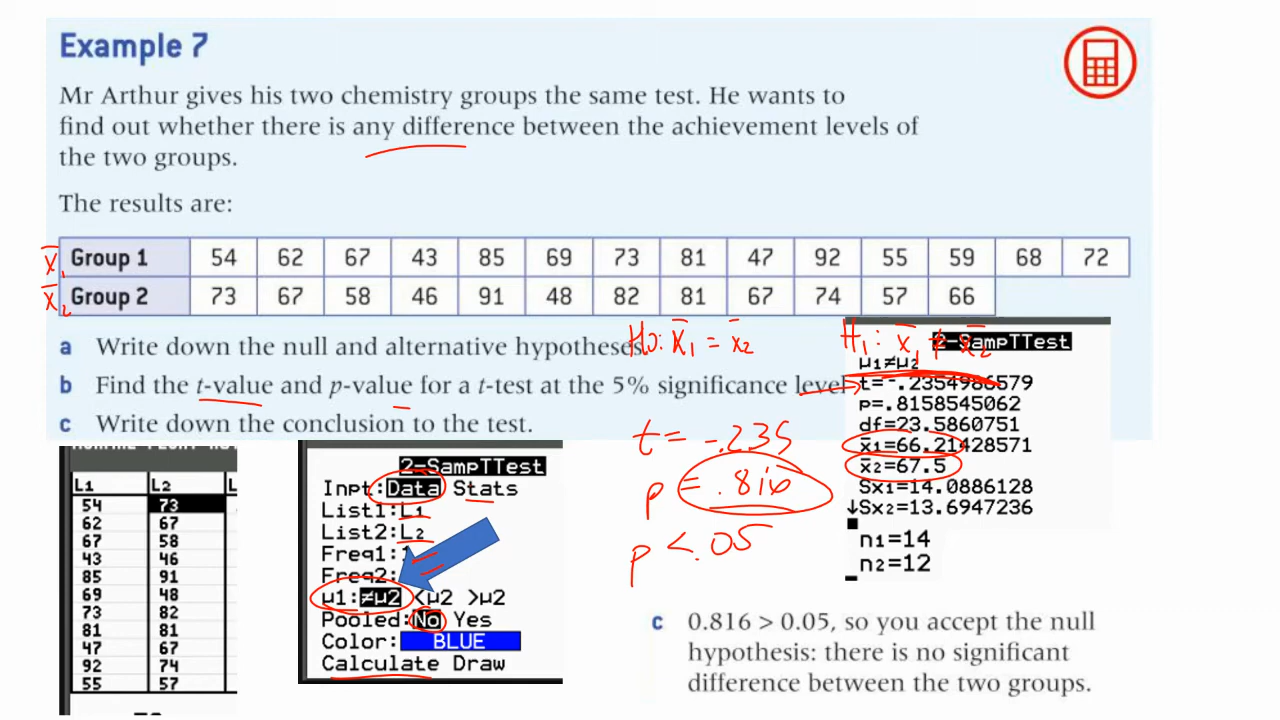 Example 7
Mr Arthur gives his two chemistry groups the same test. He wants to
find out whether there is any difference between the achievement levels of
the two groups.
The results are:
x̄₁ Group 1 54 62 67 43 85 69 73 81 47 92 55 59 68 72
x̄₂ Group 2 73 67 58 46 91 48 82 81 67 74 57 66
a Write down the null and alternative hypotheses.
H₀: x̄₁ = x̄₂
H₁: x̄₁ ≠ x̄₂
b Find the t-value and p-value for a t-test at the 5% significance level
c Write down the conclusion to the test.
L1 L2 L
54 73
62 67
67 58
43 46
85 91
69 48
73 82
81 81
47 67
92 74
55 57
2-SampTTest
Inpt:Data Stats
List1:L1
List2:L2
Freq1:1
Freq2:
μ1:≠μ2 <μ2 >μ2
Pooled:No Yes
Color: BLUE
Calculate Draw
t = -.235
p = .816
p < .05
2-SampTTest
μ1≠μ2
t=-.2354986579
p=.8158545062
df=23.5860751
x̄1=66.21428571
x̄2=67.5
Sx1=14.0886128
↓Sx2=13.6947236
n1=14
n2=12
c 0.816 > 0.05, so you accept the null
hypothesis: there is no significant
difference between the two groups.